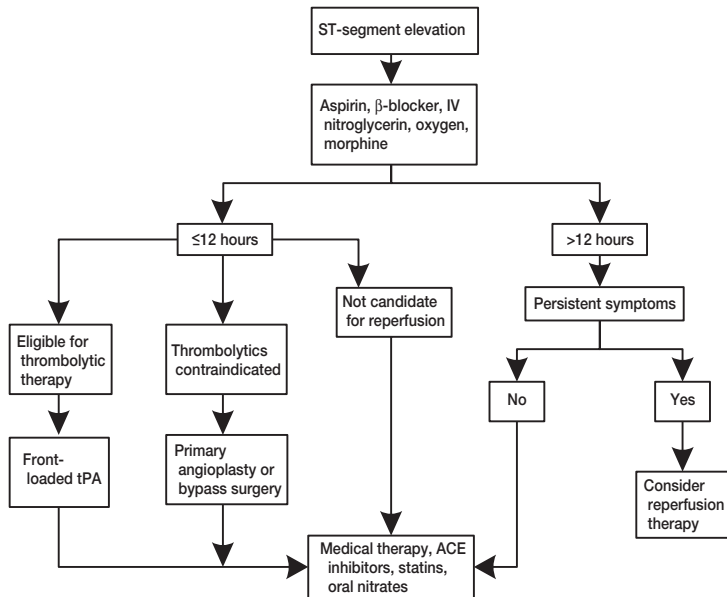 ST-segment elevation
Aspirin, β-blocker, IV
nitroglycerin, oxygen,
morphine
≤12 hours
>12 hours
Not candidate
for reperfusion
Persistent symptoms
Eligible for
thrombolytic
therapy
Thrombolytics
contraindicated
No
Yes
Front-
loaded tPA
Primary
angioplasty or
bypass surgery
Consider
reperfusion
therapy
Medical therapy, ACE
inhibitors, statins,
oral nitrates